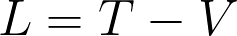 L = T − V